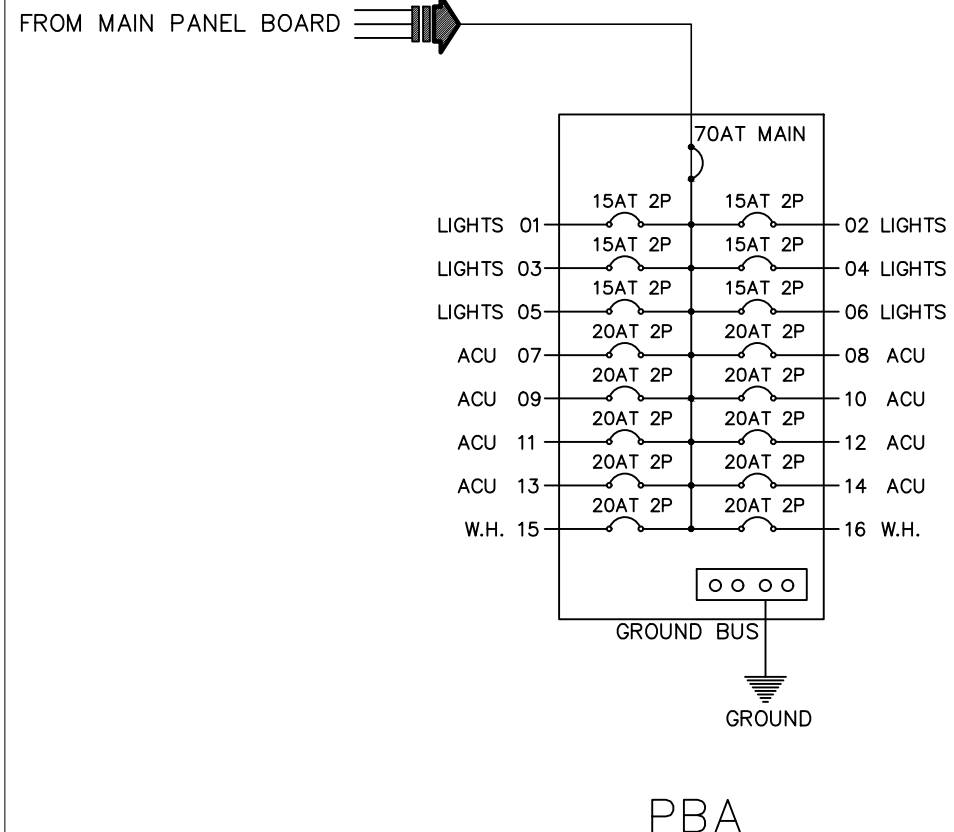 FROM MAIN PANEL BOARD
70AT MAIN
15AT 2P 15AT 2P
LIGHTS 01 02 LIGHTS
15AT 2P 15AT 2P
LIGHTS 03 04 LIGHTS
15AT 2P 15AT 2P
LIGHTS 05 06 LIGHTS
20AT 2P 20AT 2P
ACU 07 08 ACU
20AT 2P 20AT 2P
ACU 09 10 ACU
20AT 2P 20AT 2P
ACU 11 12 ACU
20AT 2P 20AT 2P
ACU 13 14 ACU
20AT 2P 20AT 2P
W.H. 15 16 W.H.
GROUND BUS
GROUND
PBA